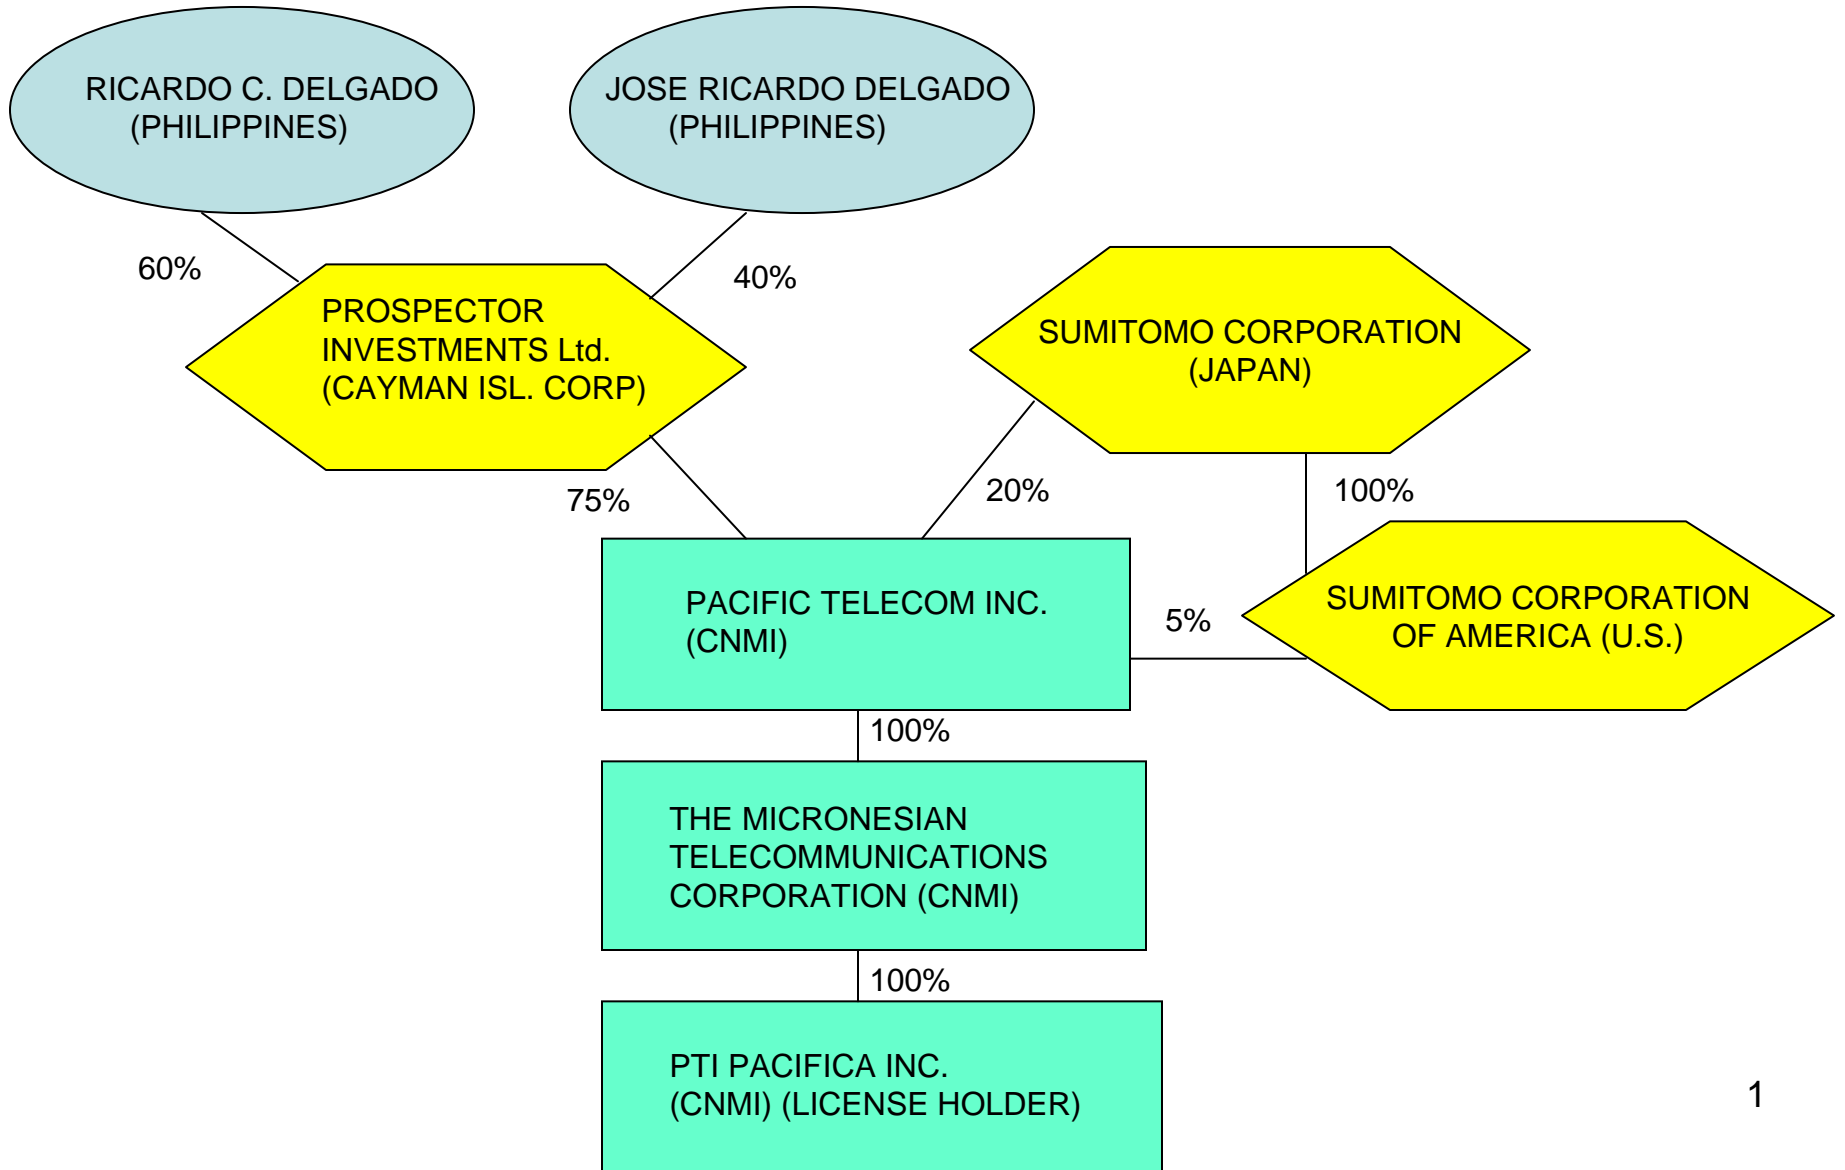 RICARDO C. DELGADO
(PHILIPPINES)
JOSE RICARDO DELGADO
(PHILIPPINES)
60%
40%
PROSPECTOR
INVESTMENTS Ltd.
(CAYMAN ISL. CORP)
SUMITOMO CORPORATION
(JAPAN)
75%
20%
100%
PACIFIC TELECOM INC.
(CNMI)
5%
SUMITOMO CORPORATION
OF AMERICA (U.S.)
100%
THE MICRONESIAN
TELECOMMUNICATIONS
CORPORATION (CNMI)
100%
PTI PACIFICA INC.
(CNMI) (LICENSE HOLDER)
1